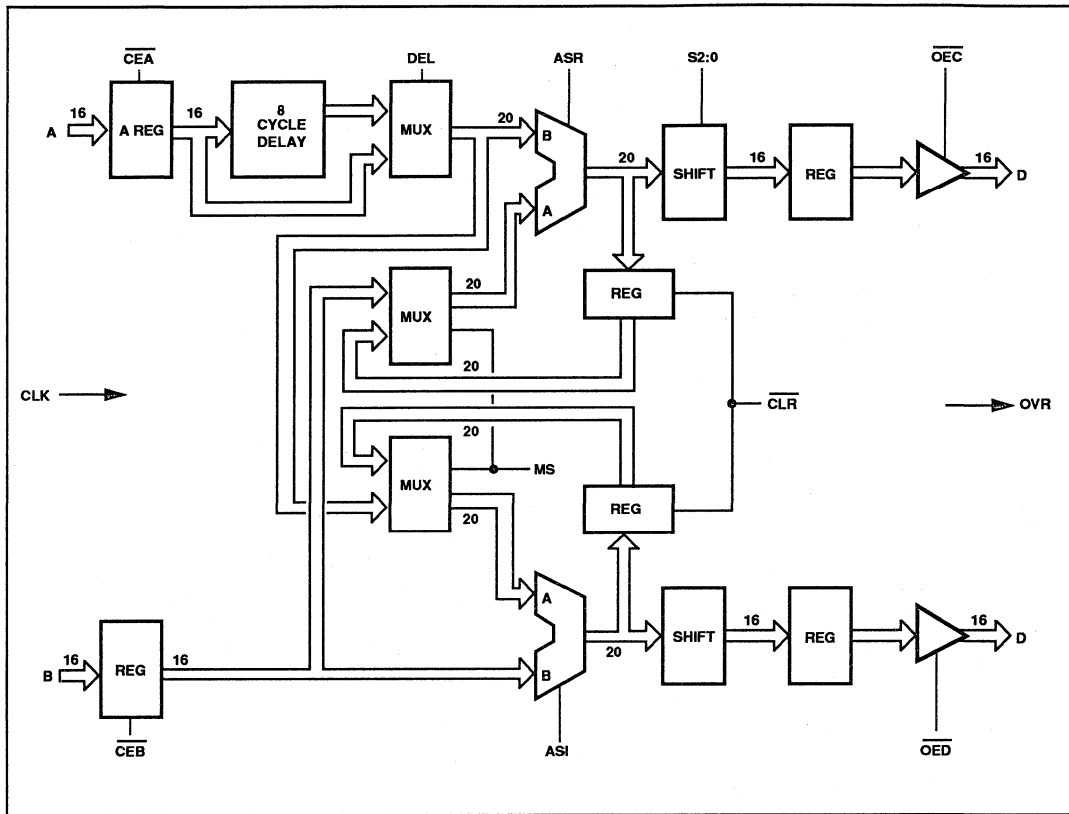 CEA DEL ASR S2:0 OEC
16 16 20 20 16 16
A A REG 8 CYCLE DELAY MUX B SHIFT REG D
A
20
MUX REG
20
CLK CLR OVR
20
MUX MS
REG
20
A
16 16 16 16
B REG SHIFT REG D
20
B
CEB ASI OED